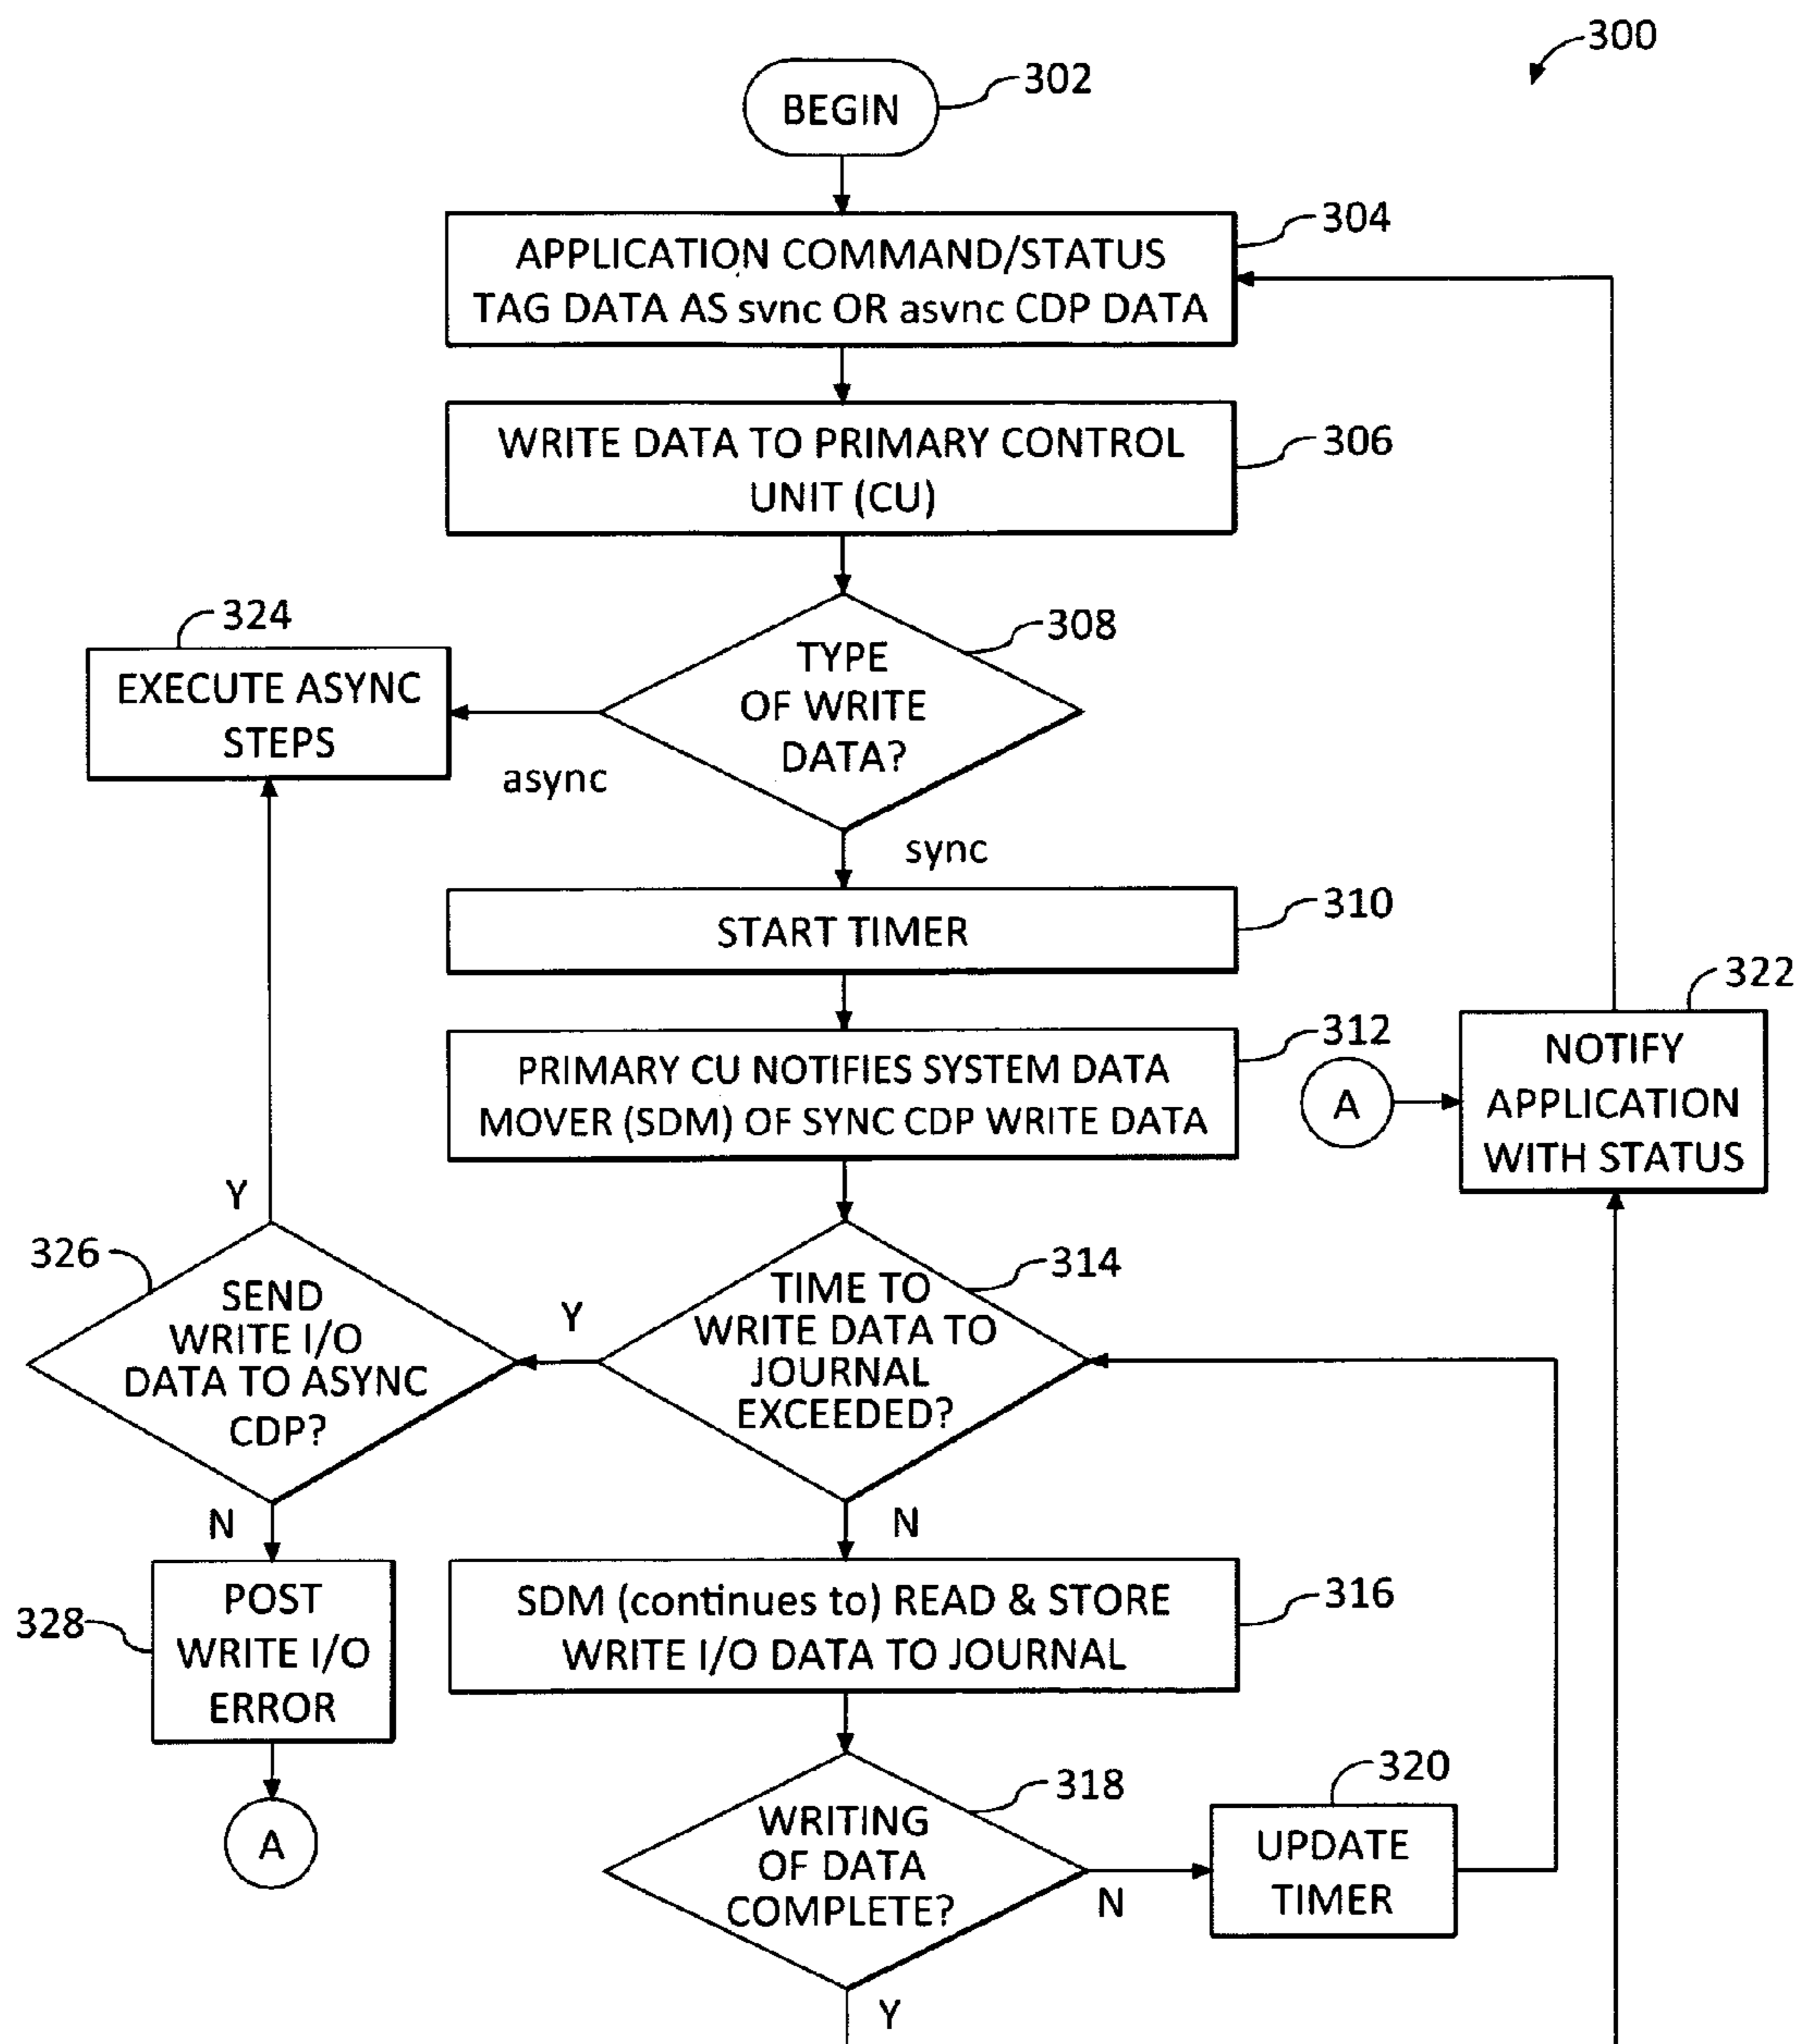 300
BEGIN
302
304
APPLICATION COMMAND/STATUS
TAG DATA AS svnc OR asvnc CDP DATA
WRITE DATA TO PRIMARY CONTROL
UNIT (CU)
306
308
TYPE
OF WRITE
DATA?
324
EXECUTE ASYNC
STEPS
async
sync
START TIMER
310
312
PRIMARY CU NOTIFIES SYSTEM DATA
MOVER (SDM) OF SYNC CDP WRITE DATA
A
322
NOTIFY
APPLICATION
WITH STATUS
Y
326
SEND
WRITE I/O
DATA TO ASYNC
CDP?
Y
314
TIME TO
WRITE DATA TO
JOURNAL
EXCEEDED?
N
N
328
POST
WRITE I/O
ERROR
A
316
SDM (continues to) READ & STORE
WRITE I/O DATA TO JOURNAL
318
WRITING
OF DATA
COMPLETE?
N
320
UPDATE
TIMER
Y